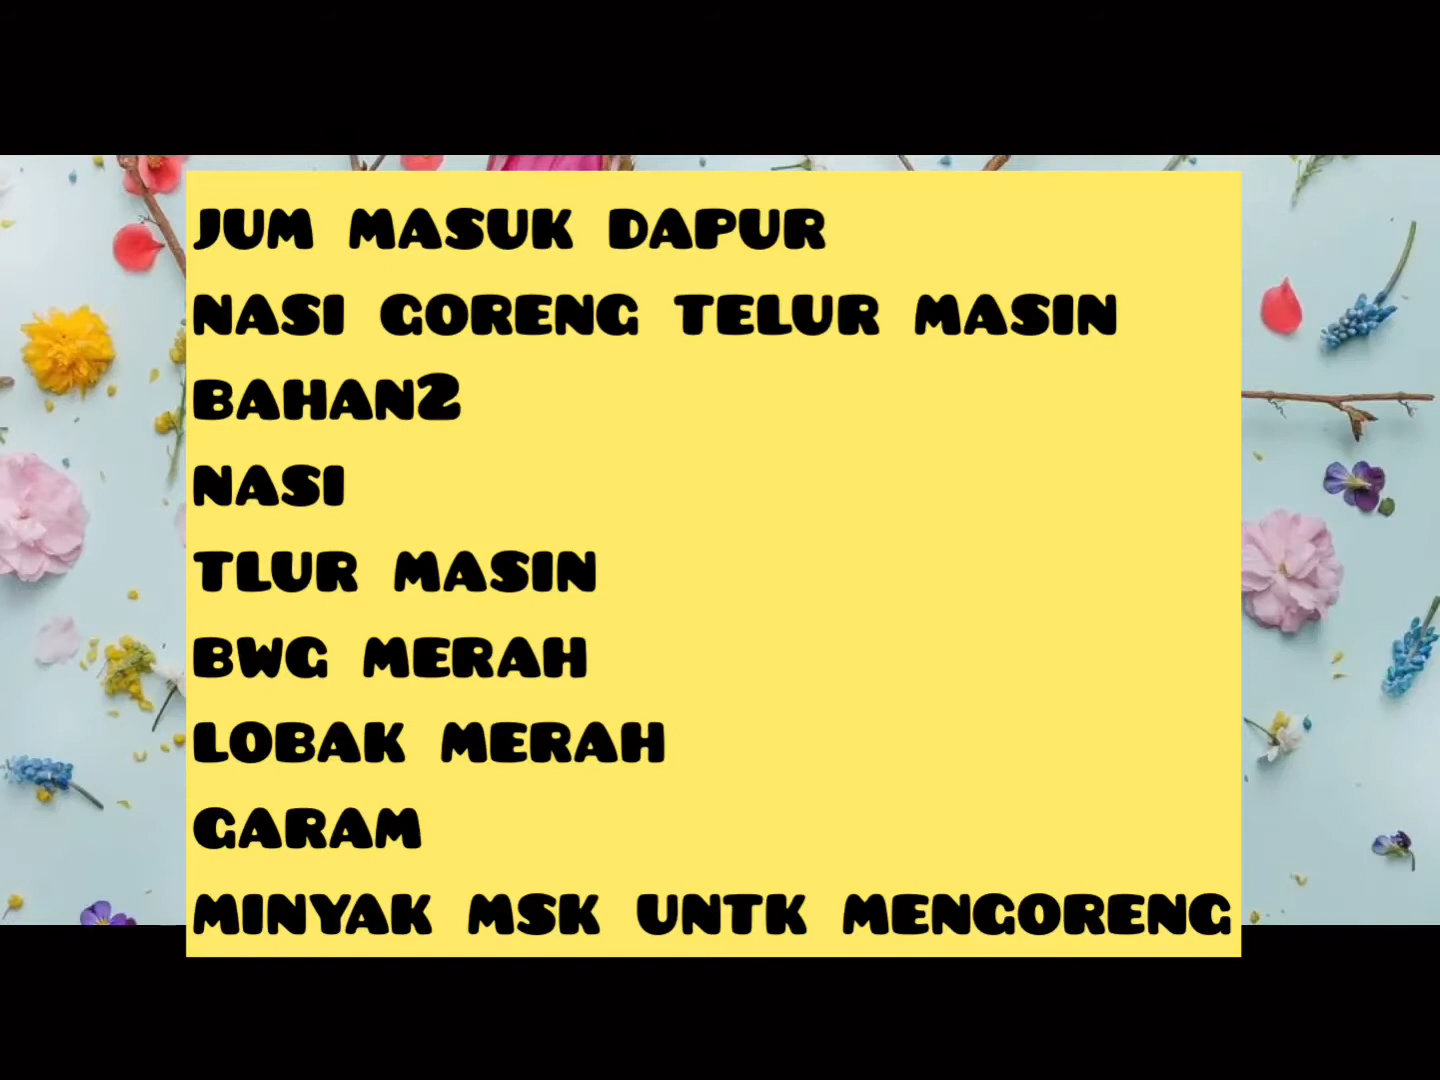 JUM MASUK DAPUR
NASI GORENG TELUR MASIN
BAHAN2
NASI
TLUR MASIN
BWG MERAH
LOBAK MERAH
GARAM
MINYAK MSK UNTK MENGORENG